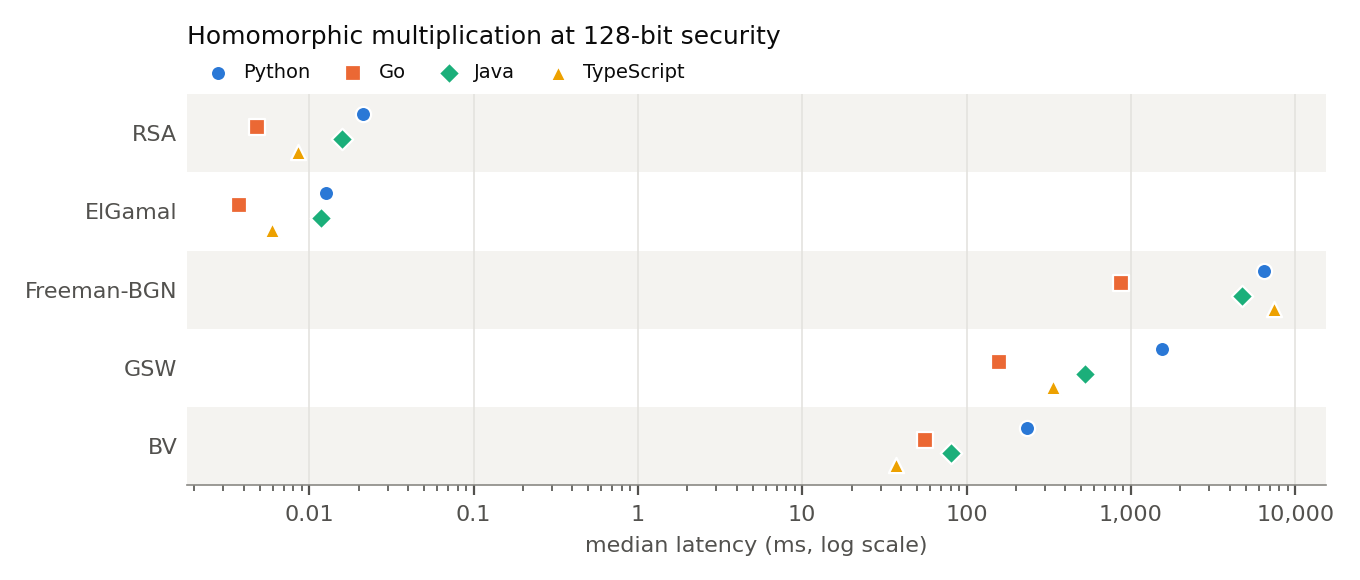 Homomorphic multiplication at 128-bit security
Python Go Java TypeScript
RSA
ElGamal
Freeman-BGN
GSW
BV
0.01 0.1 1 10 100 1,000 10,000
median latency (ms, log scale)